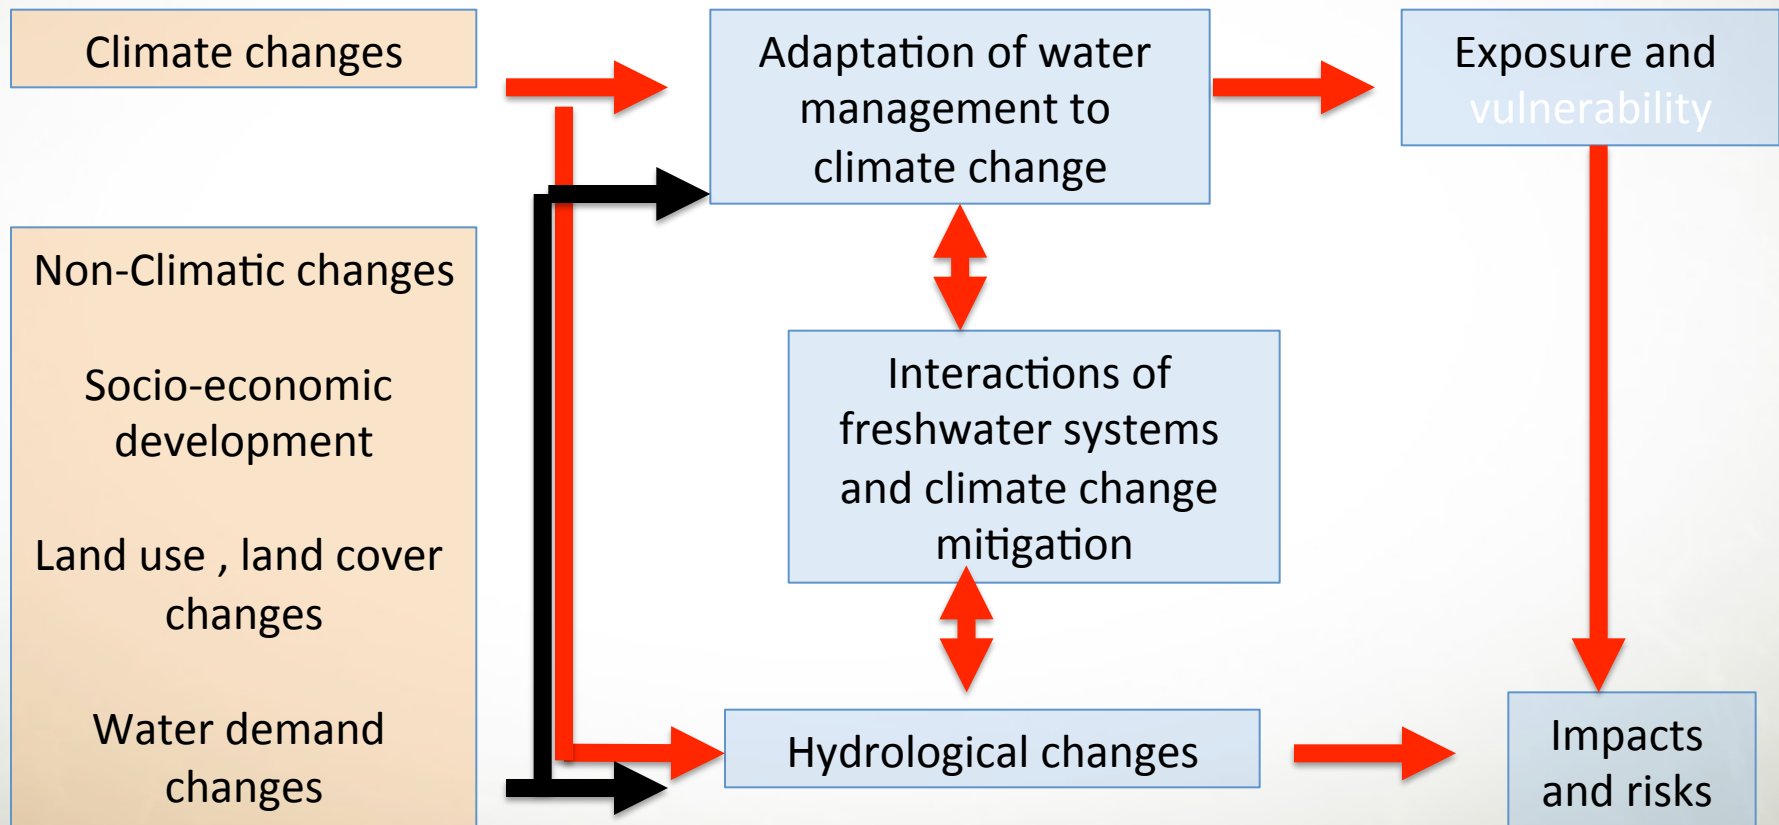 Climate changes
Adaptation of water
management to
climate change
Exposure and
vulnerability
Non-Climatic changes
Socio-economic
development
Land use , land cover
changes
Water demand
changes
Interactions of
freshwater systems
and climate change
mitigation
Hydrological changes
Impacts
and risks